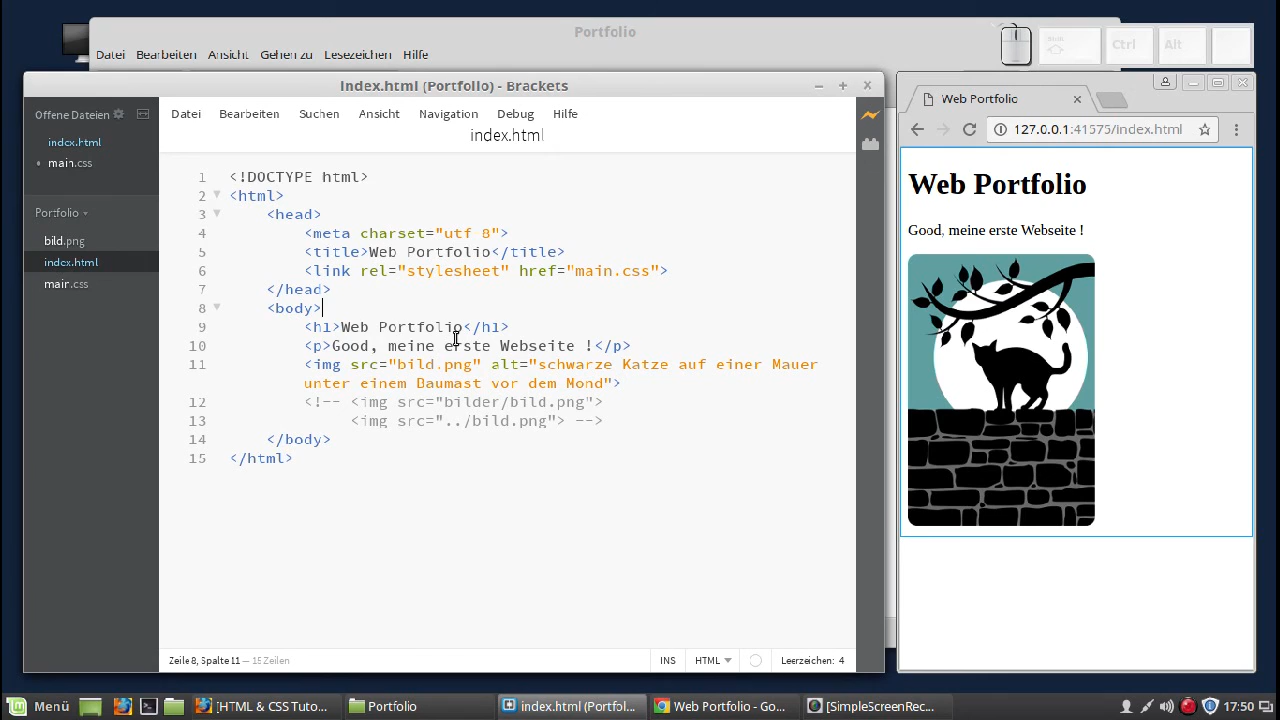 Portfolio
Datei Bearbeiten Ansicht Gehen zu Lesezeichen Hilfe
Ctrl Alt
index.html (Portfolio) - Brackets
Offene Dateien
index.html
main.css
Portfolio
bild.png
index.html
main.css
Datei Bearbeiten Suchen Ansicht Navigation Debug Hilfe
index.html
1 <!DOCTYPE html>
2 <html>
3 <head>
4 <meta charset="utf 8">
5 <title>Web Portfolio</title>
6 <link rel="stylesheet" href="main.css">
7 </head>
8 <body>
9 <h1>Web Portfolio</h1>
10 <p>Good, meine erste Webseite !</p>
11 <img src="bild.png" alt="schwarze Katze auf einer Mauer
unter einem Baumast vor dem Mond">
12 <!-- <img src="bilder/bild.png">
13 <img src="../bild.png"> -->
14 </body>
15 </html>
Zeile 8, Spalte 11 — 15 Zeilen
INS HTML Leerzeichen: 4
Web Portfolio
127.0.0.1:41575/index.html
Web Portfolio
Good, meine erste Webseite !
Menü
[HTML & CSS Tuto...
Portfolio
index.html (Portfol...
Web Portfolio - Go...
[SimpleScreenRec...
17:50